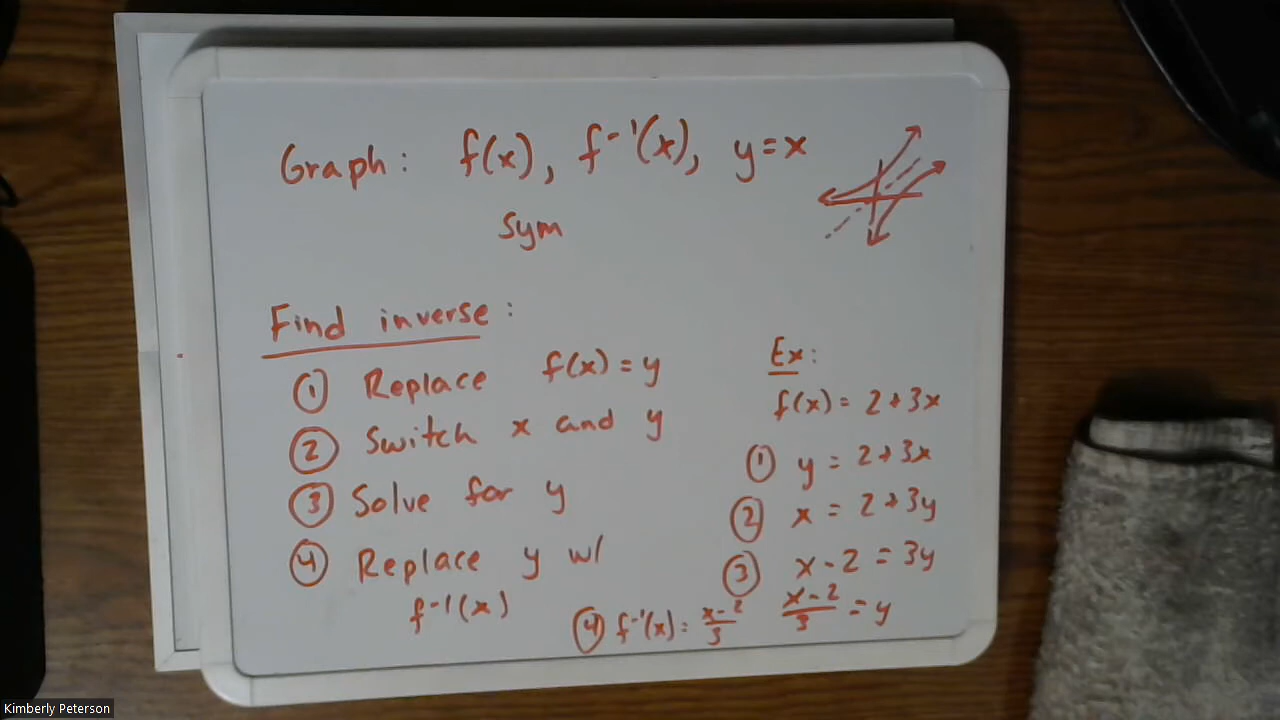 Graph: f(x), f⁻¹(x), y=x
Sym
Find inverse:
① Replace f(x) = y
② Switch x and y
③ Solve for y
④ Replace y w/
f⁻¹(x)
Ex:
f(x) = 2+3x
① y = 2+3x
② x = 2+3y
③ x-2 = 3y
x-2/3 = y
④ f⁻¹(x) = x-2/3
Kimberly Peterson